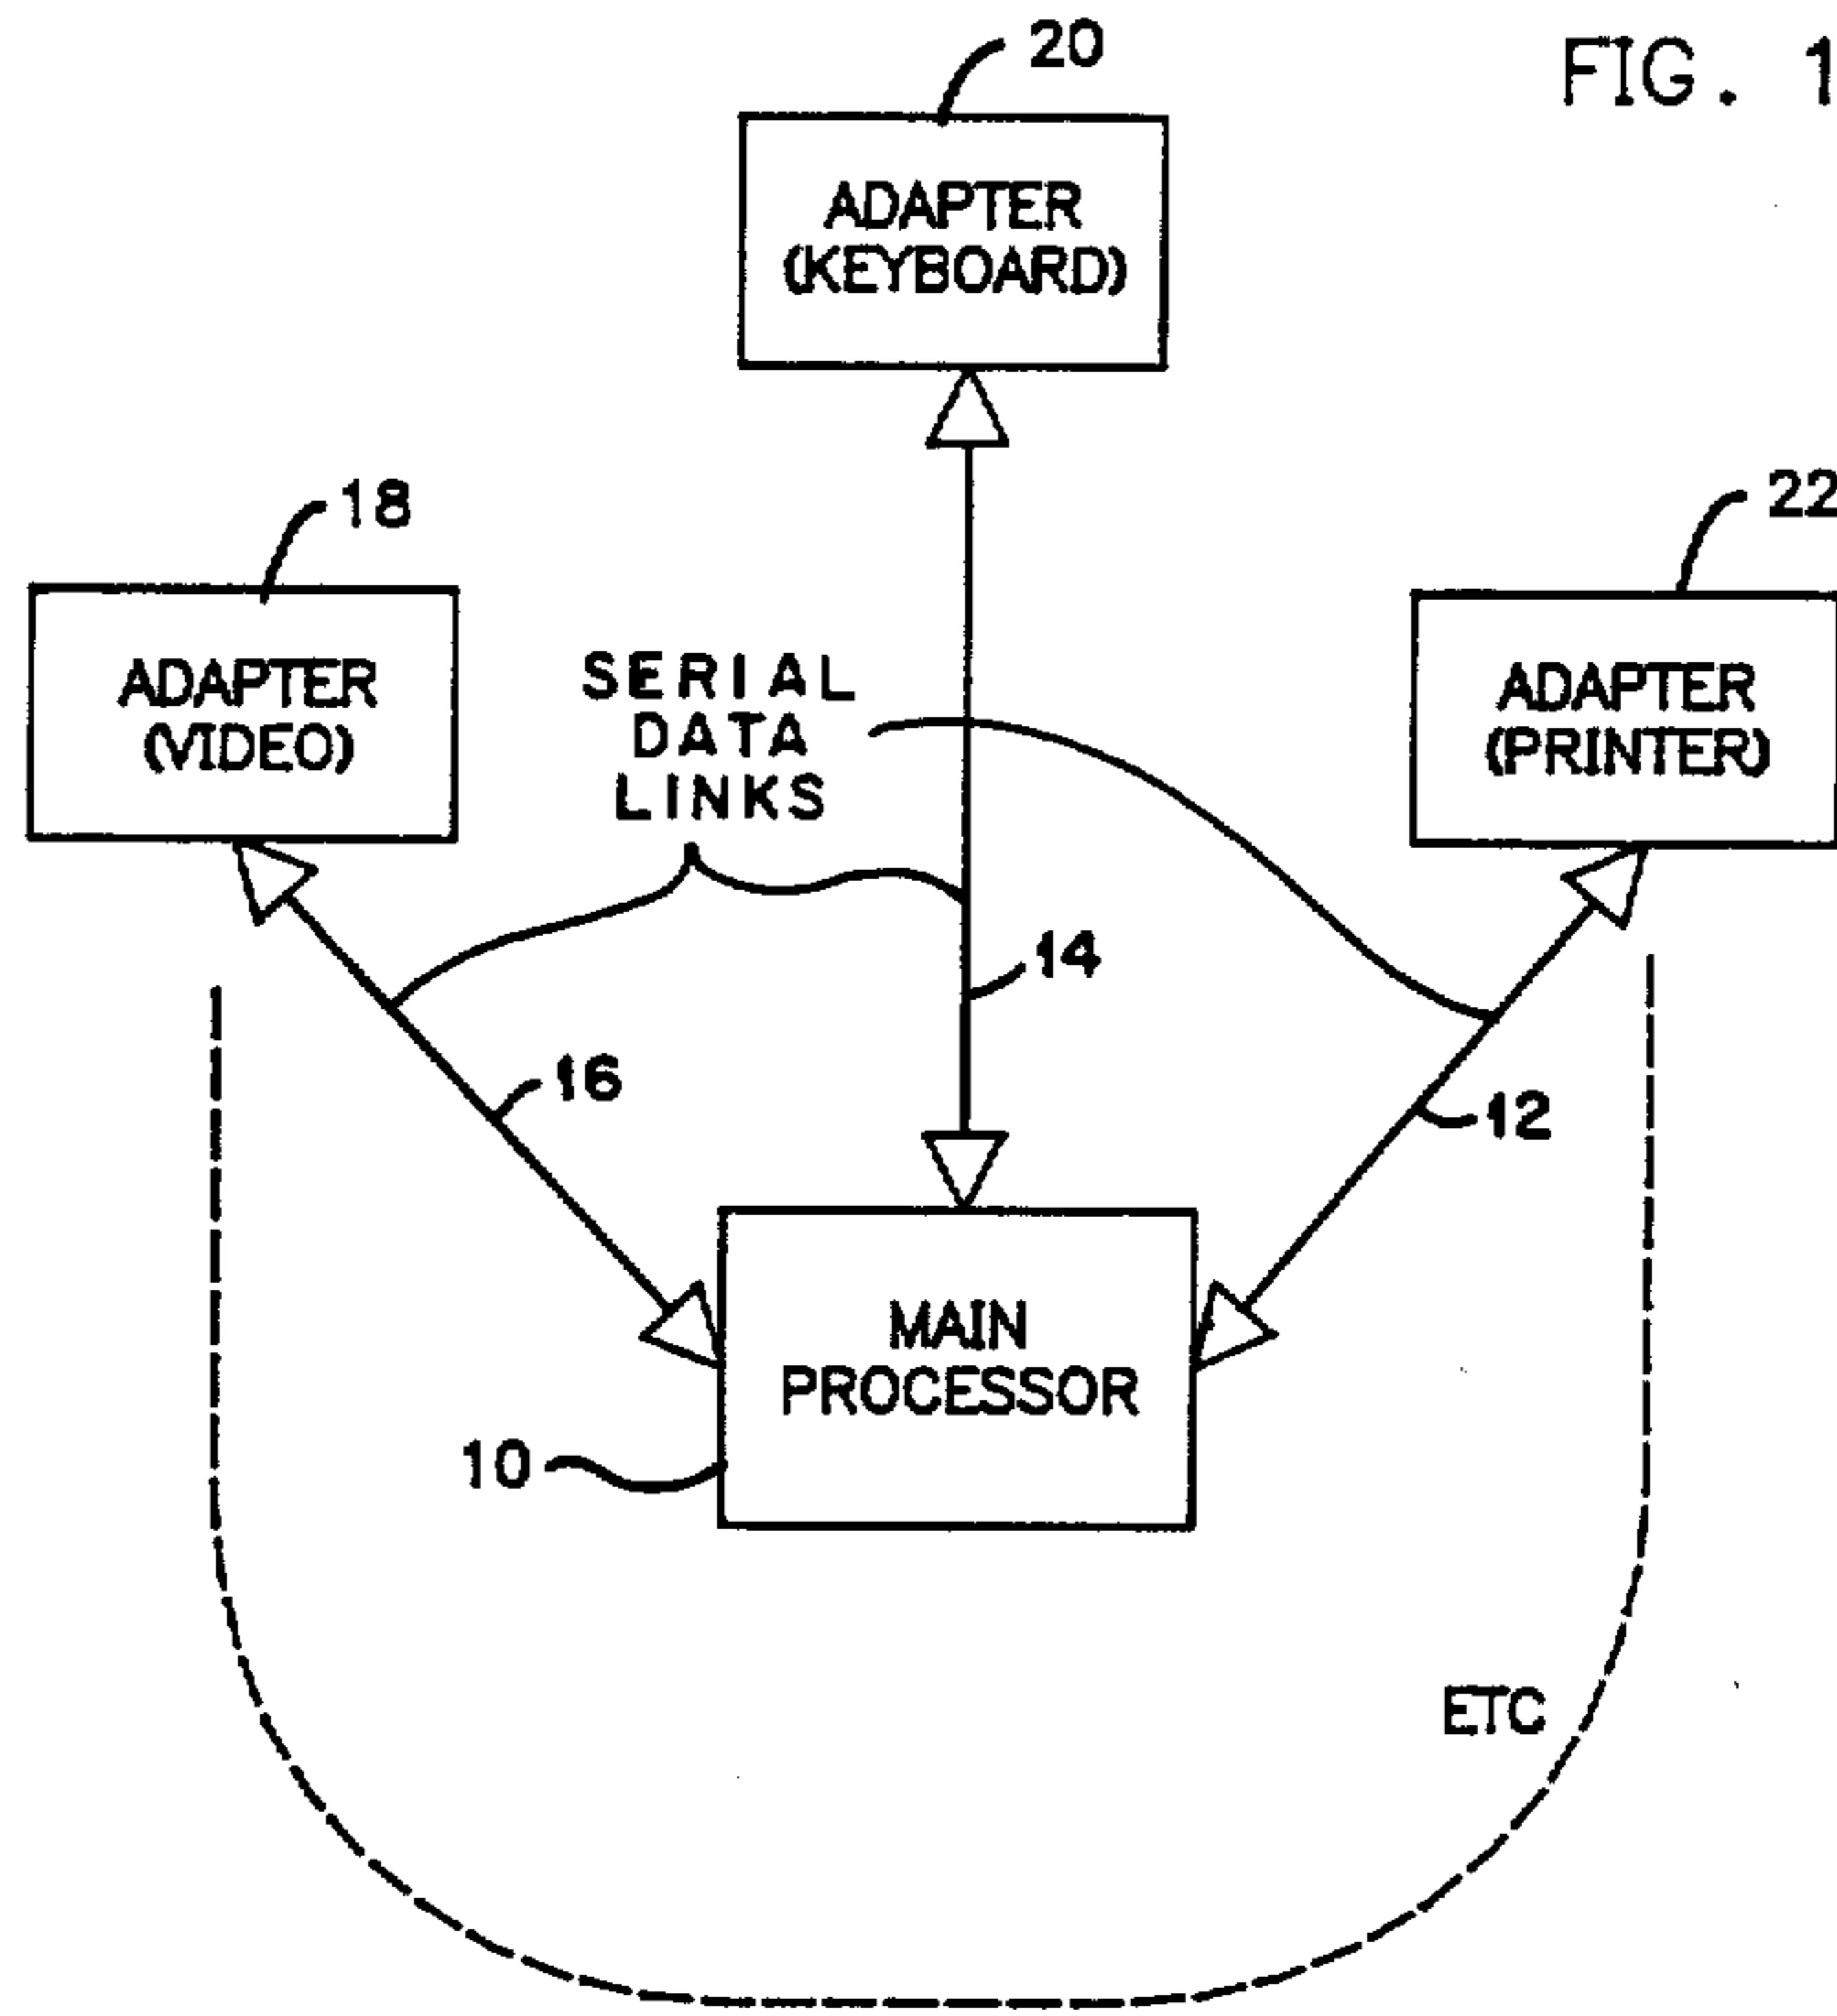 20
FIG. 1
ADAPTER
(KEYBOARD)
18
22
ADAPTER
(VIDEO)
SERIAL
DATA
LINKS
ADAPTER
(PRINTER)
14
16
12
MAIN
PROCESSOR
10
ETC